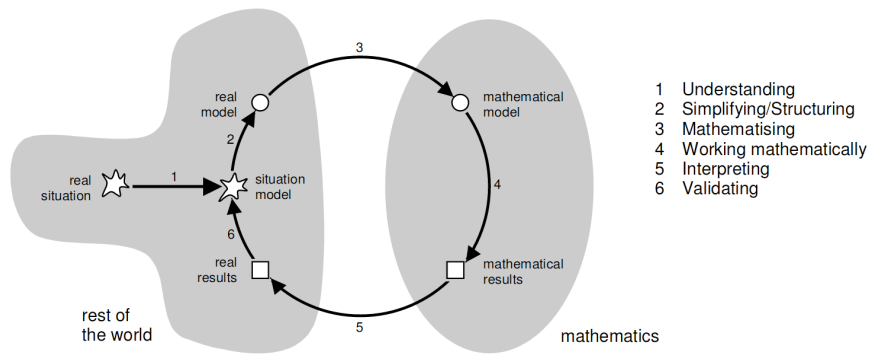 3
real
model
mathematical
model
2
real
situation
1
situation
model
4
6
real
results
mathematical
results
5
rest of
the world
mathematics
1 Understanding
2 Simplifying/Structuring
3 Mathematising
4 Working mathematically
5 Interpreting
6 Validating